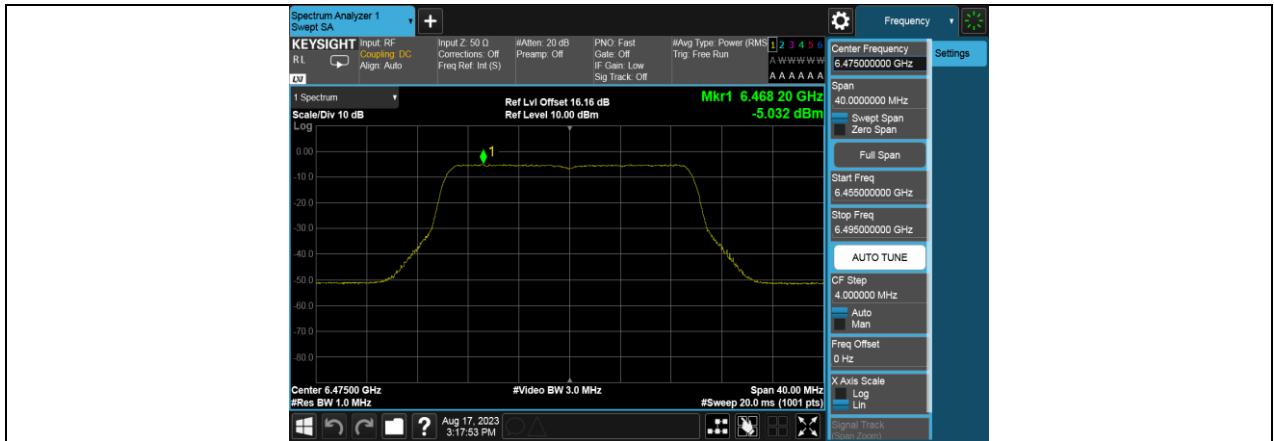 Spectrum Analyzer 1
Swept SA
+
Frequency
KEYSIGHT
RL
LXI
Input: RF
Coupling: DC
Align: Auto
Input Z: 50 Ω
Corrections: Off
Freq Ref: Int (S)
#Atten: 20 dB
Preamp: Off
PNO: Fast
Gate: Off
IF Gain: Low
Sig Track: Off
#Avg Type: Power (RMS
Trig: Free Run
1 2 3 4 5 6
A W W W W W
A A A A A A
Center Frequency
6.475000000 GHz
Settings
1 Spectrum
Scale/Div 10 dB
Log
Ref Lvl Offset 16.16 dB
Ref Level 10.00 dBm
Mkr1 6.468 20 GHz
-5.032 dBm
Span
40.0000000 MHz
Swept Span
Zero Span
Full Span
Start Freq
6.455000000 GHz
Stop Freq
6.495000000 GHz
AUTO TUNE
CF Step
4.000000 MHz
Auto
Man
Freq Offset
0 Hz
X Axis Scale
Log
Lin
Signal Track
(Span Zoom)
1
0.00
-10.0
-20.0
-30.0
-40.0
-50.0
-60.0
-70.0
-80.0
Center 6.47500 GHz
#Res BW 1.0 MHz
#Video BW 3.0 MHz
Span 40.00 MHz
#Sweep 20.0 ms (1001 pts)
?
Aug 17, 2023
3:17:53 PM